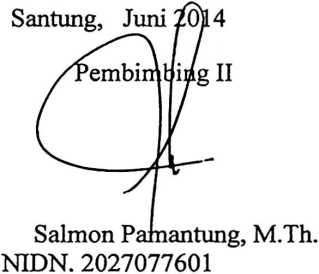 Santung, Juni 2014
Pembimbing II
Salmon Pamantung, M.Th.
NIDN. 2027077601